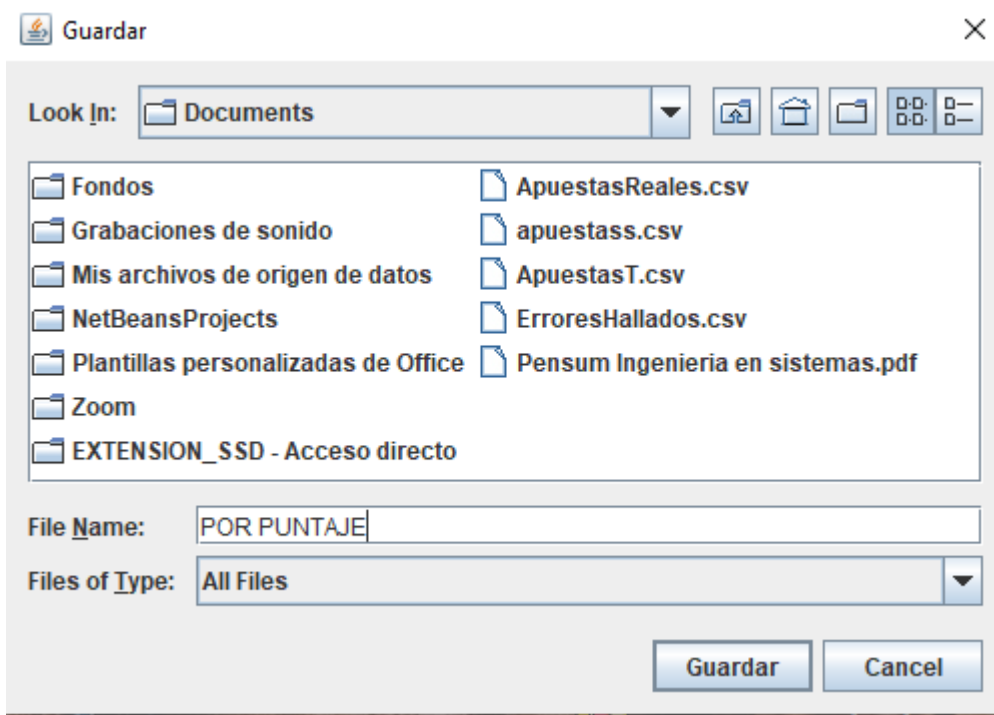 Guardar
Look In: Documents
Fondos
Grabaciones de sonido
Mis archivos de origen de datos
NetBeansProjects
Plantillas personalizadas de Office
Zoom
EXTENSION_SSD - Acceso directo
ApuestasReales.csv
apuestass.csv
ApuestasT.csv
ErroresHallados.csv
Pensum Ingenieria en sistemas.pdf
File Name: POR PUNTAJE
Files of Type: All Files
Guardar Cancel